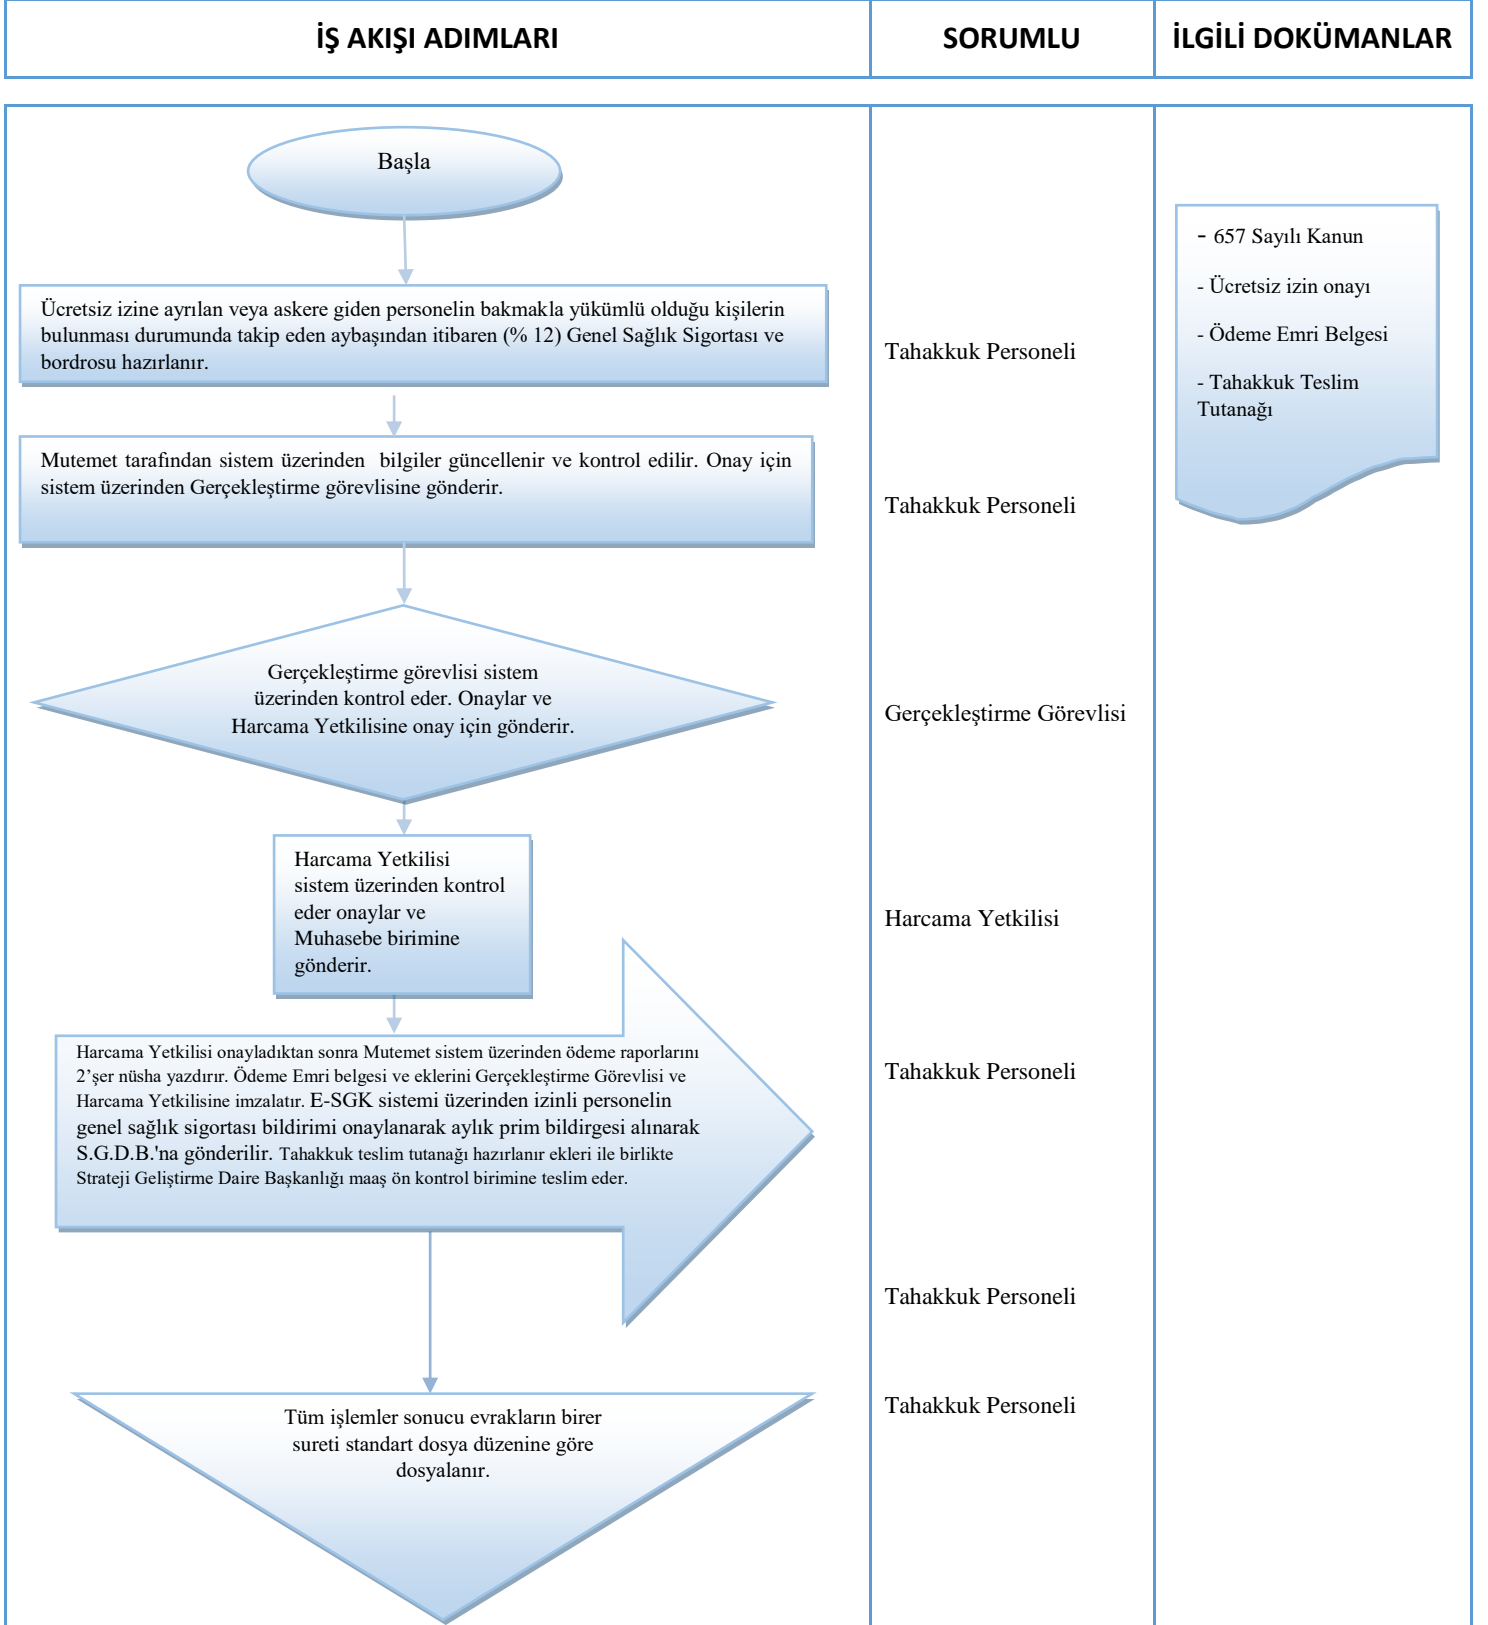 İŞ AKIŞI ADIMLARI
SORUMLU
İLGİLİ DOKÜMANLAR
Başla
Ücretsiz izine ayrılan veya askere giden personelin bakmakla yükümlü olduğu kişilerin
bulunması durumunda takip eden aybaşından itibaren (% 12) Genel Sağlık Sigortası ve
bordrosu hazırlanır.
Tahakkuk Personeli
- 657 Sayılı Kanun
- Ücretsiz izin onayı
- Ödeme Emri Belgesi
- Tahakkuk Teslim
Tutanağı
Mutemet tarafından sistem üzerinden bilgiler güncellenir ve kontrol edilir. Onay için
sistem üzerinden Gerçekleştirme görevlisine gönderir.
Tahakkuk Personeli
Gerçekleştirme görevlisi sistem
üzerinden kontrol eder. Onaylar ve
Harcama Yetkilisine onay için gönderir.
Gerçekleştirme Görevlisi
Harcama Yetkilisi
sistem üzerinden kontrol
eder onaylar ve
Muhasebe birimine
gönderir.
Harcama Yetkilisi
Harcama Yetkilisi onayladıktan sonra Mutemet sistem üzerinden ödeme raporlarını
2’şer nüsha yazdırır. Ödeme Emri belgesi ve eklerini Gerçekleştirme Görevlisi ve
Harcama Yetkilisine imzalatır. E-SGK sistemi üzerinden izinli personelin
genel sağlık sigortası bildirimi onaylanarak aylık prim bildirgesi alınarak
S.G.D.B.'na gönderilir. Tahakkuk teslim tutanağı hazırlanır ekleri ile birlikte
Strateji Geliştirme Daire Başkanlığı maaş ön kontrol birimine teslim eder.
Tahakkuk Personeli
Tahakkuk Personeli
Tüm işlemler sonucu evrakların birer
sureti standart dosya düzenine göre
dosyalanır.
Tahakkuk Personeli